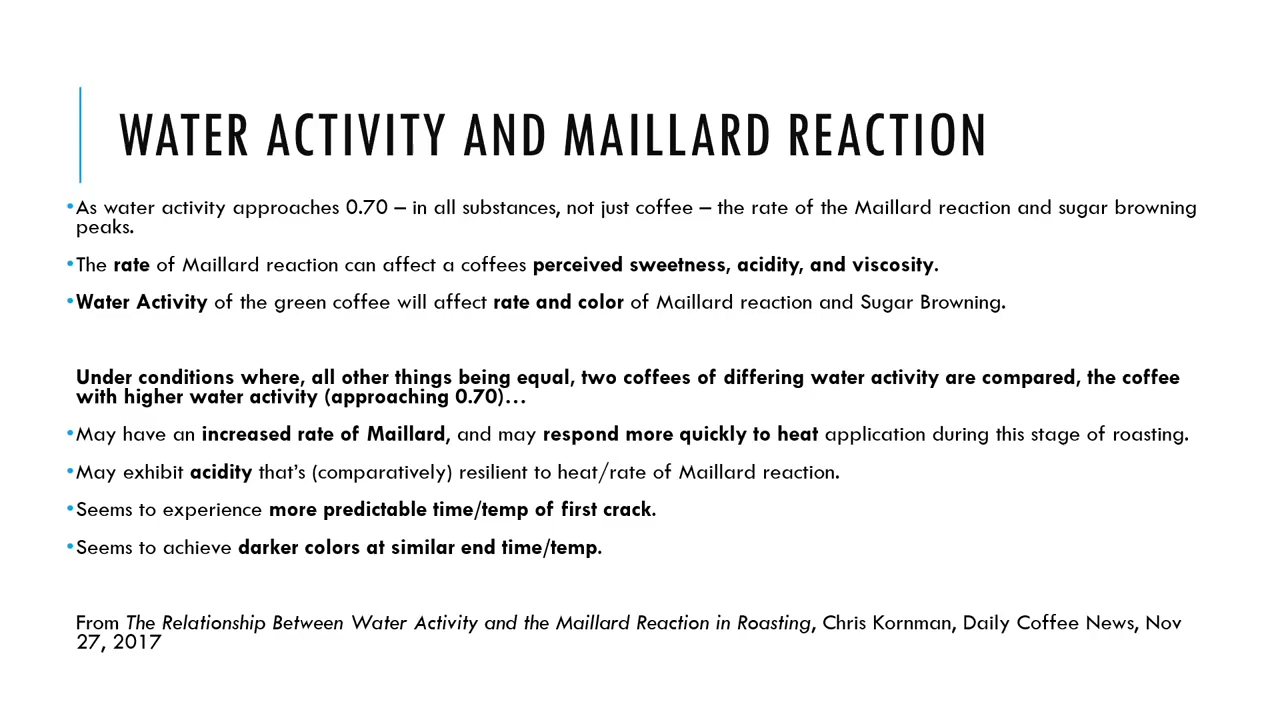 WATER ACTIVITY AND MAILLARD REACTION
•As water activity approaches 0.70 – in all substances, not just coffee – the rate of the Maillard reaction and sugar browning
peaks.
•The rate of Maillard reaction can affect a coffees perceived sweetness, acidity, and viscosity.
•Water Activity of the green coffee will affect rate and color of Maillard reaction and Sugar Browning.
Under conditions where, all other things being equal, two coffees of differing water activity are compared, the coffee
with higher water activity (approaching 0.70)…
•May have an increased rate of Maillard, and may respond more quickly to heat application during this stage of roasting.
•May exhibit acidity that’s (comparatively) resilient to heat/rate of Maillard reaction.
•Seems to experience more predictable time/temp of first crack.
•Seems to achieve darker colors at similar end time/temp.
From The Relationship Between Water Activity and the Maillard Reaction in Roasting, Chris Kornman, Daily Coffee News, Nov
27, 2017